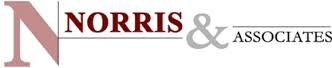 N NORRIS & ASSOCIATES